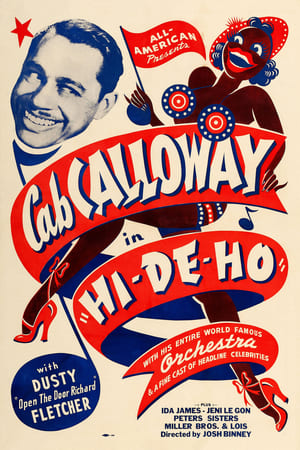 ALL-
AMERICAN
Presents
Cab CALLOWAY
in
"HI-DE-HO"
WITH HIS ENTIRE WORLD FAMOUS
Orchestra
& A FINE CAST OF HEADLINE CELEBRITIES
with
DUSTY
"Open The Door Richard"
FLETCHER
PLUS
IDA JAMES - JENI LE GON
PETERS SISTERS
MILLER BROS. & LOIS
Directed by JOSH BINNEY